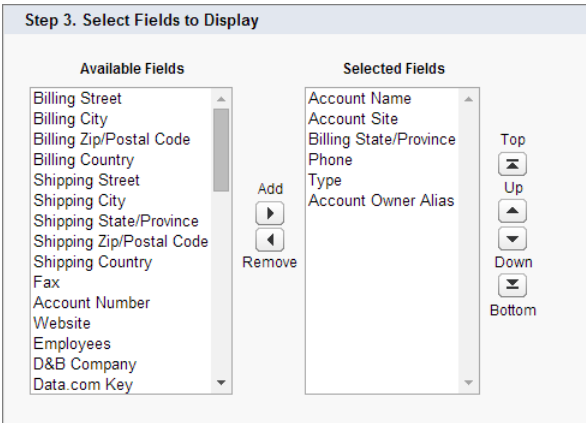 Step 3. Select Fields to Display
Available Fields
Billing Street
Billing City
Billing Zip/Postal Code
Billing Country
Shipping Street
Shipping City
Shipping State/Province
Shipping Zip/Postal Code
Shipping Country
Fax
Account Number
Website
Employees
D&B Company
Data.com Key
Add
Remove
Selected Fields
Account Name
Account Site
Billing State/Province
Phone
Type
Account Owner Alias
Top
Up
Down
Bottom